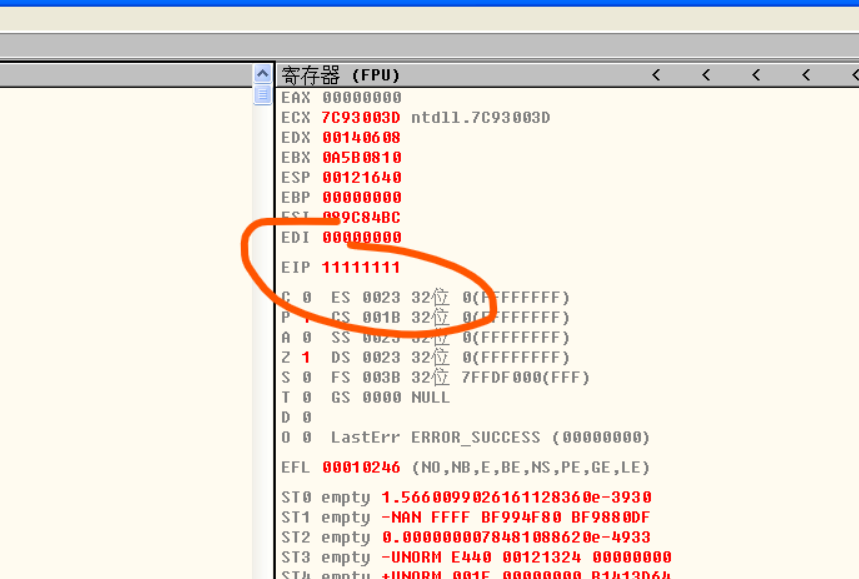 寄存器 (FPU) < < < < <
EAX 00000000
ECX 7C93003D ntdll.7C93003D
EDX 00140608
EBX 0A5B0810
ESP 00121640
EBP 00000000
ESI 089C84BC
EDI 00000000
EIP 11111111
C 0 ES 0023 32位 0(FFFFFFFF)
P 1 CS 001B 32位 0(FFFFFFFF)
A 0 SS 0023 32位 0(FFFFFFFF)
Z 1 DS 0023 32位 0(FFFFFFFF)
S 0 FS 003B 32位 7FFDF000(FFF)
T 0 GS 0000 NULL
D 0
O 0 LastErr ERROR_SUCCESS (00000000)
EFL 00010246 (NO,NB,E,BE,NS,PE,GE,LE)
ST0 empty 1.5660099026161128360e-3930
ST1 empty -NAN FFFF BF994F80 BF9880DF
ST2 empty 0.0000000078481088620e-4933
ST3 empty -UNORM E440 00121324 00000000
ST4 empty +UNORM 001F 00000000 B1413D64